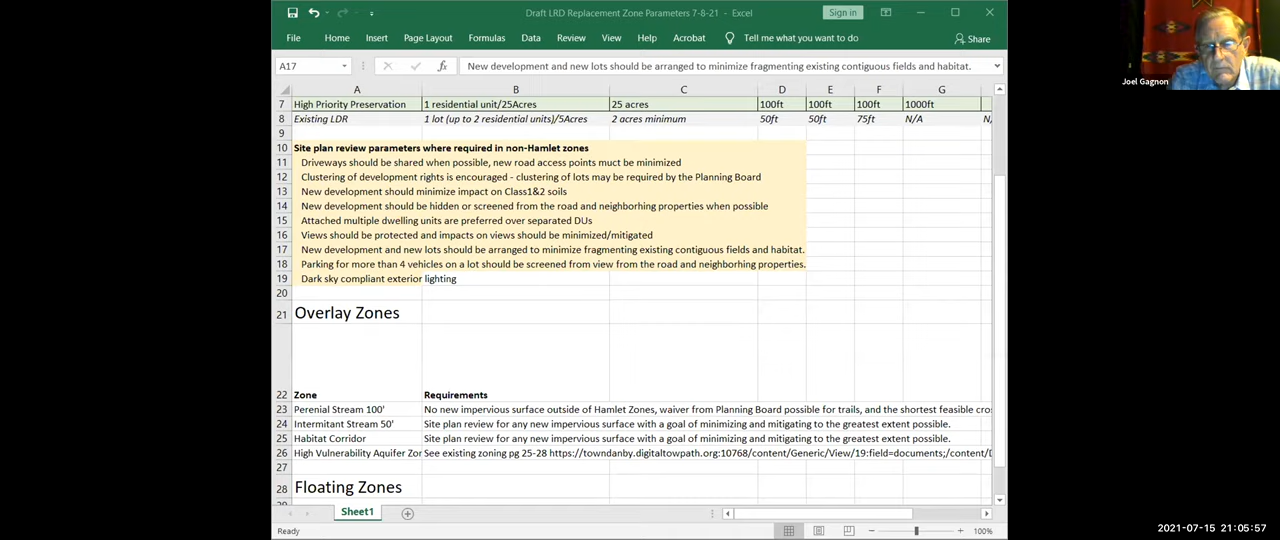 Draft LRD Replacement Zone Parameters 7-8-21 - Excel
Sign in
File Home Insert Page Layout Formulas Data Review View Help Acrobat Tell me what you want to do Share
Joel Gagnon
A17 fx New development and new lots should be arranged to minimize fragmenting existing contiguous fields and habitat.
A B C D E F G
7 High Priority Preservation 1 residential unit/25Acres 25 acres 100ft 100ft 100ft 1000ft
8 Existing LDR 1 lot (up to 2 residential units)/5Acres 2 acres minimum 50ft 50ft 75ft N/A N/
9
10 Site plan review parameters where required in non-Hamlet zones
11 Driveways should be shared when possible, new road access points muct be minimized
12 Clustering of development rights is encouraged - clustering of lots may be required by the Planning Board
13 New development should minimize impact on Class1&2 soils
14 New development should be hidden or screened from the road and neighborhing properties when possible
15 Attached multiple dwelling units are preferred over separated DUs
16 Views should be protected and impacts on views should be minimized/mitigated
17 New development and new lots should be arranged to minimize fragmenting existing contiguous fields and habitat.
18 Parking for more than 4 vehicles on a lot should be screened from view from the road and neighborhing properties.
19 Dark sky compliant exterior lighting
20
21 Overlay Zones
22 Zone Requirements
23 Perenial Stream 100' No new impervious surface outside of Hamlet Zones, waiver from Planning Board possible for trails, and the shortest feasible cros
24 Intermitant Stream 50' Site plan review for any new impervious surface with a goal of minimizing and mitigating to the greatest extent possible.
25 Habitat Corridor Site plan review for any new impervious surface with a goal of minimizing and mitigating to the greatest extent possible.
26 High Vulnerability Aquifer Zor See existing zoning pg 25-28 https://towndanby.digitaltowpath.org:10768/content/Generic/View/19:field=documents;/content/D
27
28 Floating Zones
Sheet1
Ready 100%
2021-07-15 21:05:57